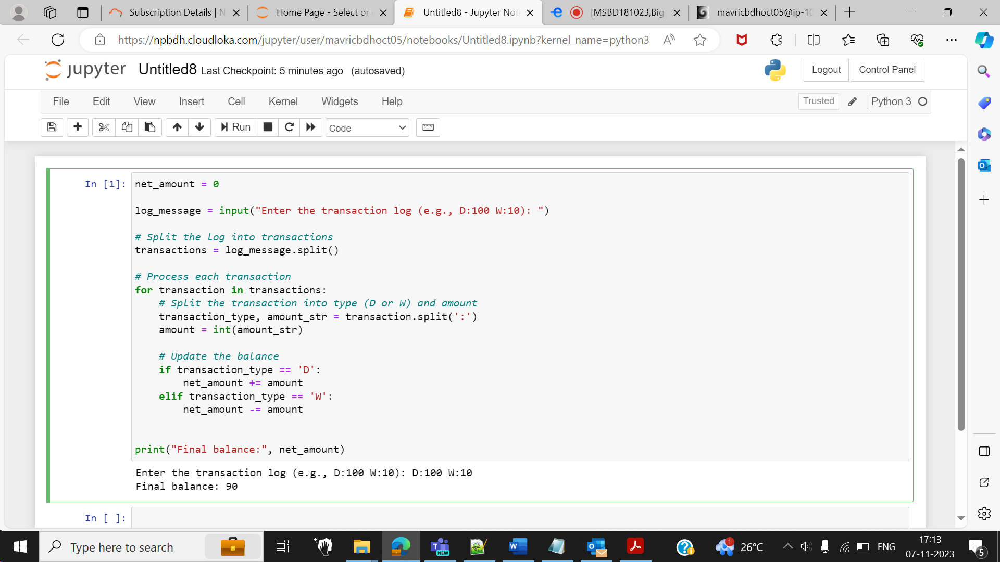 Subscription Details | N
Home Page - Select or
Untitled8 - Jupyter Not
[MSBD181023,Big
mavricbdhoct05@ip-10
https://npbdh.cloudloka.com/jupyter/user/mavricbdhoct05/notebooks/Untitled8.ipynb?kernel_name=python3
jupyter Untitled8 Last Checkpoint: 5 minutes ago (autosaved)
Logout Control Panel
File Edit View Insert Cell Kernel Widgets Help
Trusted Python 3
Run Code
In [1]: net_amount = 0
log_message = input("Enter the transaction log (e.g., D:100 W:10): ")
# Split the log into transactions
transactions = log_message.split()
# Process each transaction
for transaction in transactions:
# Split the transaction into type (D or W) and amount
transaction_type, amount_str = transaction.split(':')
amount = int(amount_str)
# Update the balance
if transaction_type == 'D':
net_amount += amount
elif transaction_type == 'W':
net_amount -= amount
print("Final balance:", net_amount)
Enter the transaction log (e.g., D:100 W:10): D:100 W:10
Final balance: 90
In [ ]:
Type here to search
NEW
1
26°C
ENG
17:13
07-11-2023
5